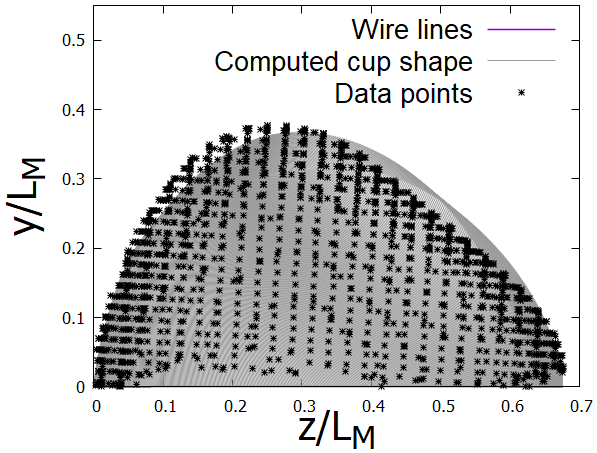 Wire lines
Computed cup shape
Data points
0.5
0.4
0.3
0.2
0.1
0
y/L_M
0 0.1 0.2 0.3 0.4 0.5 0.6 0.7
z/L_M